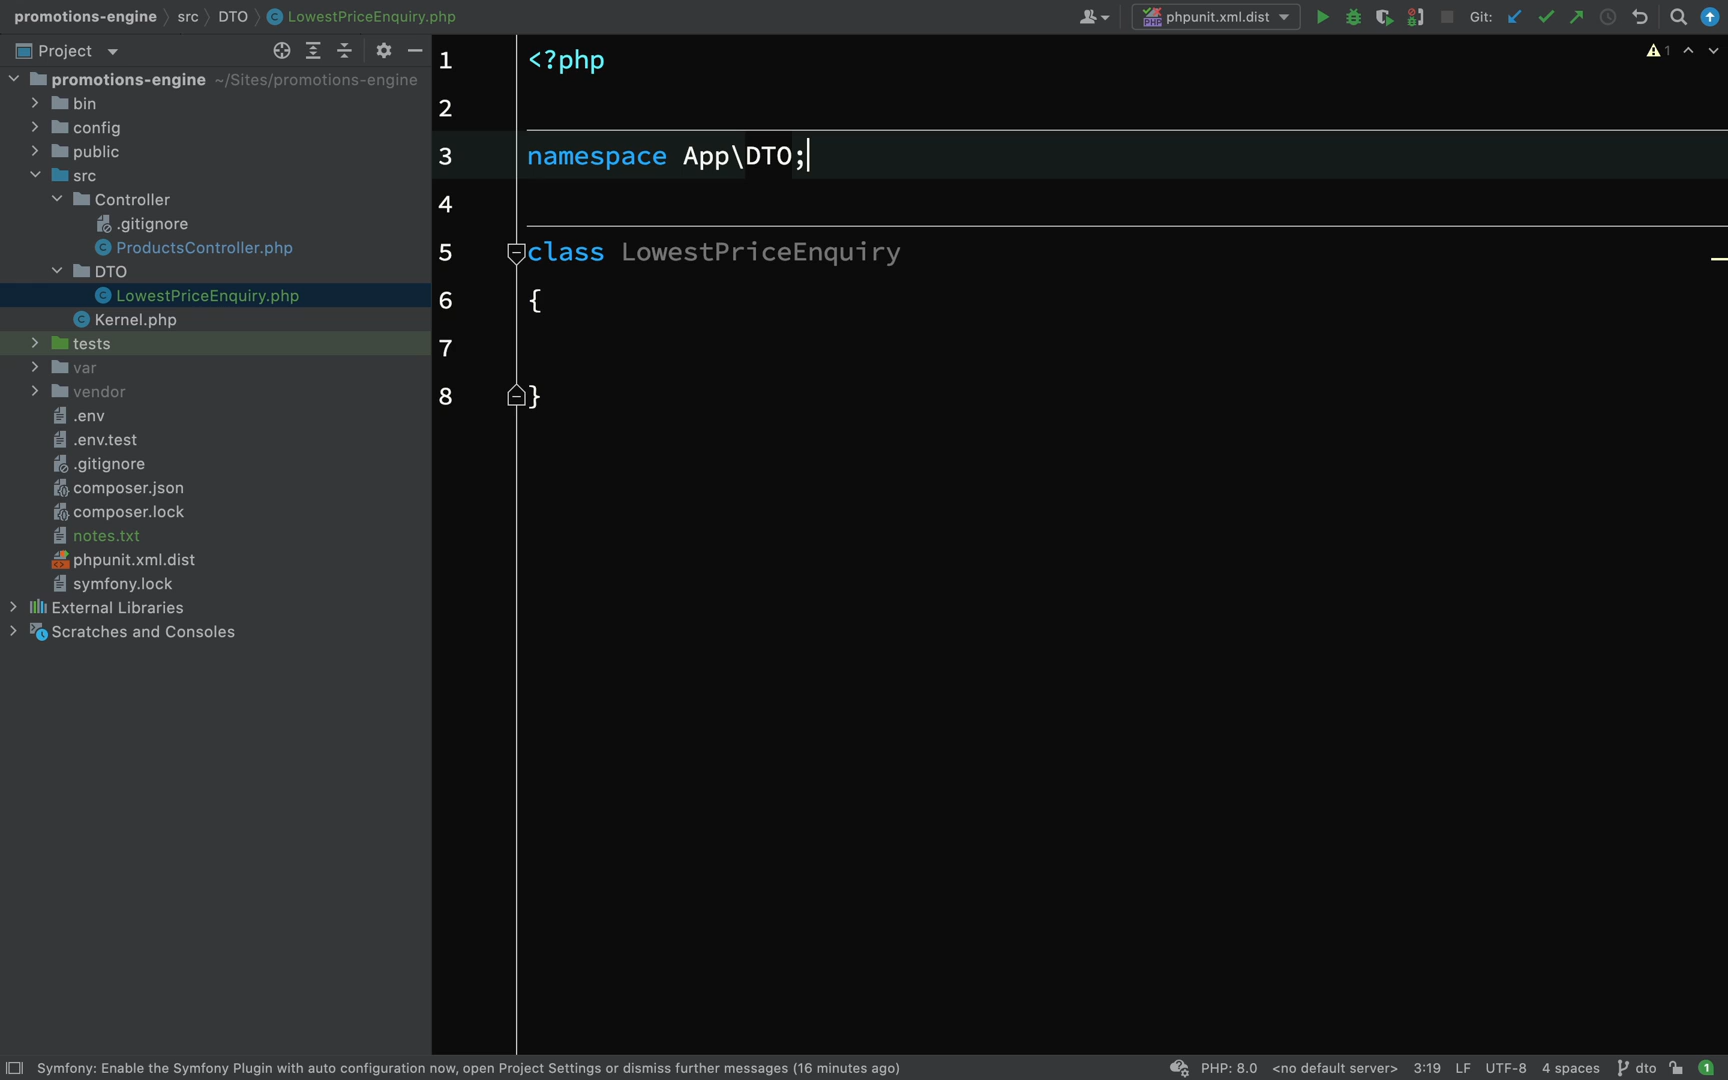 promotions-engine src DTO LowestPriceEnquiry.php phpunit.xml.dist Git:
Project
promotions-engine ~/Sites/promotions-engine
bin
config
public
src
Controller
.gitignore
ProductsController.php
DTO
LowestPriceEnquiry.php
Kernel.php
tests
var
vendor
.env
.env.test
.gitignore
composer.json
composer.lock
notes.txt
phpunit.xml.dist
symfony.lock
External Libraries
Scratches and Consoles
1 <?php
2
3 namespace App\DTO;
4
5 class LowestPriceEnquiry
6 {
7
8 }
1
Symfony: Enable the Symfony Plugin with auto configuration now, open Project Settings or dismiss further messages (16 minutes ago) PHP: 8.0 <no default server> 3:19 LF UTF-8 4 spaces dto 1